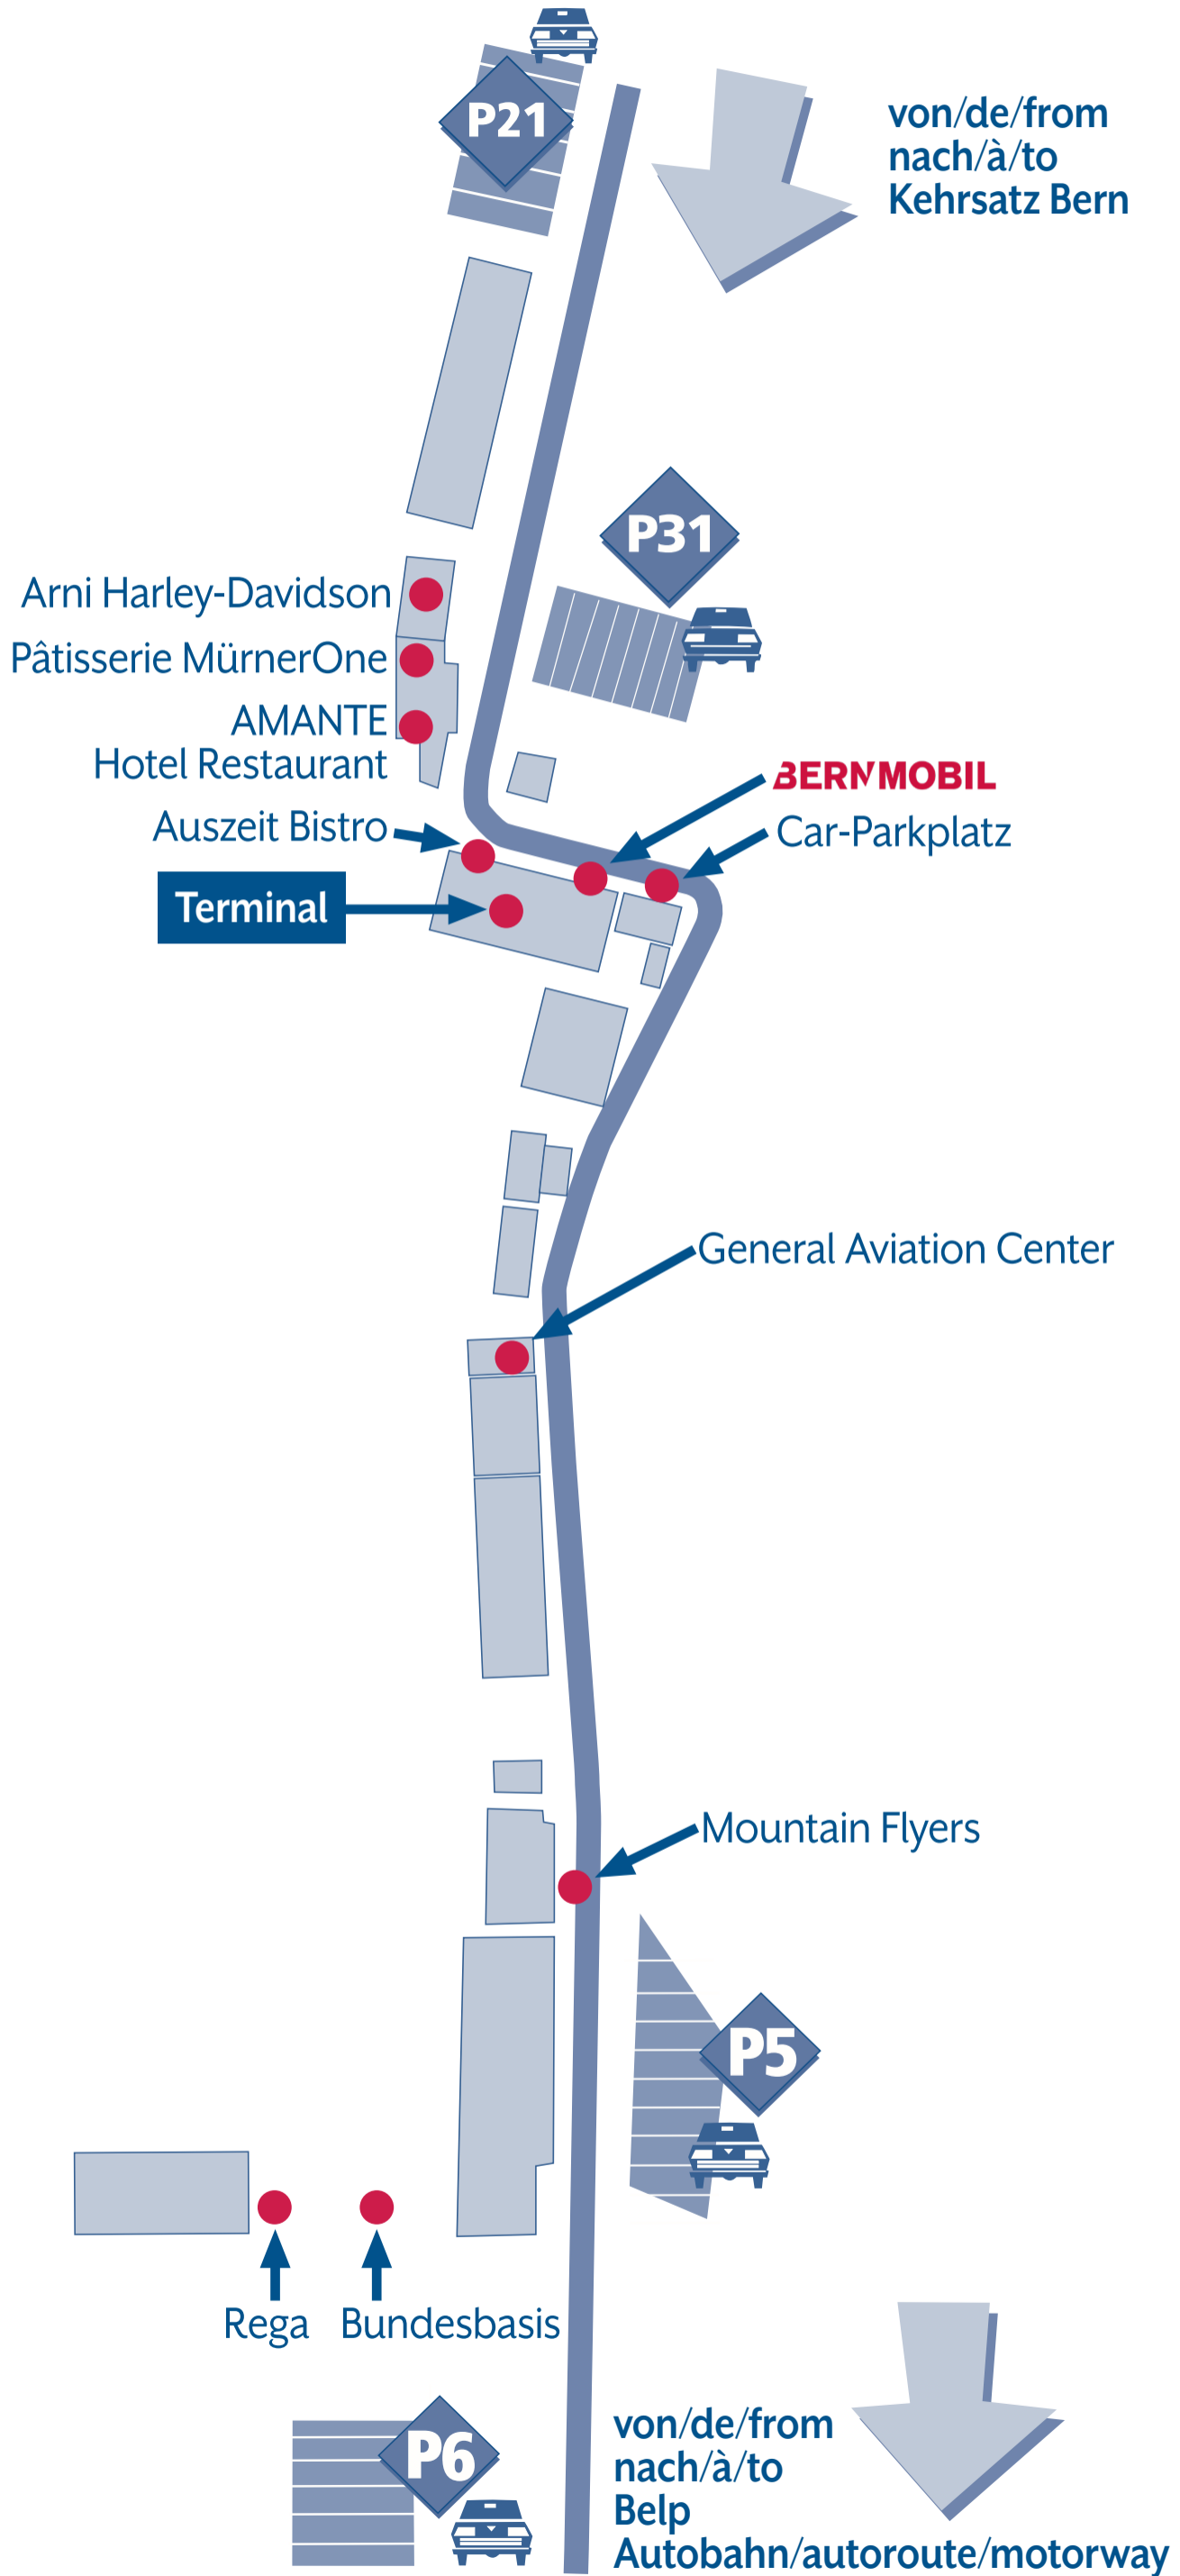 P21
von/de/from
nach/à/to
Kehrsatz Bern
P31
Arni Harley-Davidson
Pâtisserie MürnerOne
AMANTE
Hotel Restaurant
BERNMOBIL
Auszeit Bistro
Car-Parkplatz
Terminal
General Aviation Center
Mountain Flyers
P5
Rega
Bundesbasis
P6
von/de/from
nach/à/to
Belp
Autobahn/autoroute/motorway